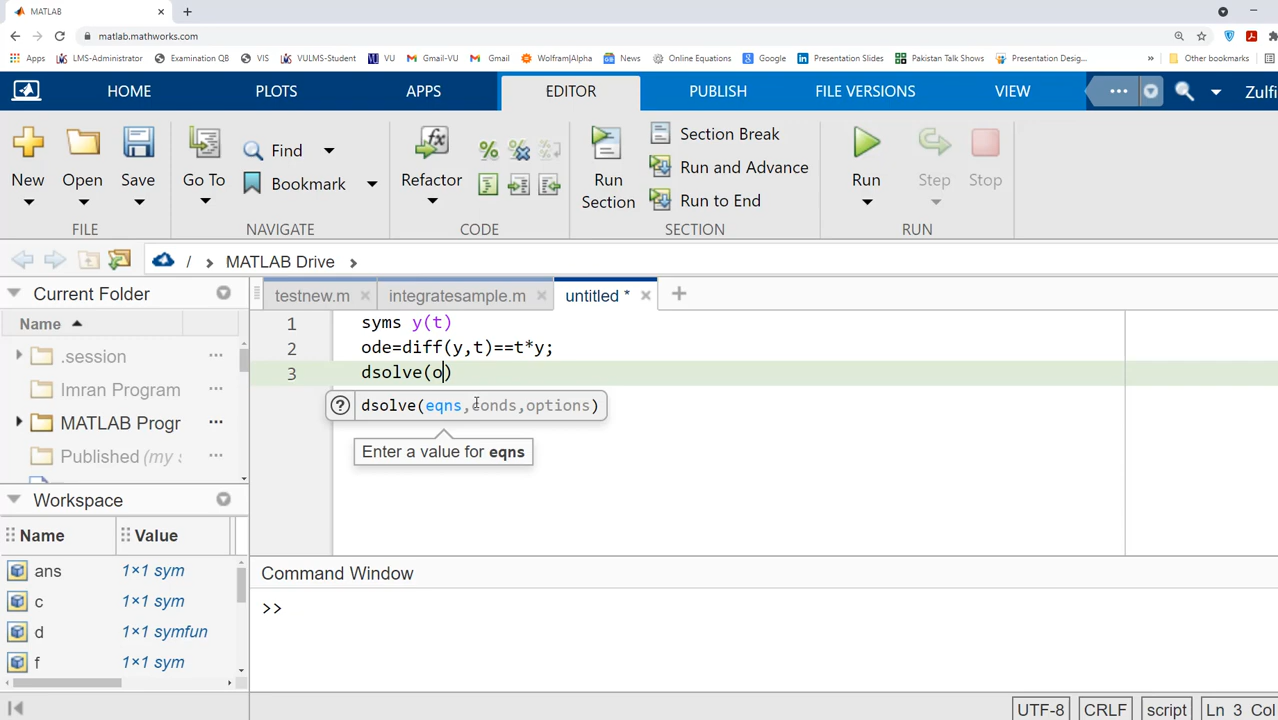 MATLAB
matlab.mathworks.com
Apps LMS-Administrator Examination QB VIS VULMS-Student VU Gmail-VU Gmail Wolfram|Alpha News Online Equations Google Presentation Slides Pakistan Talk Shows Presentation Desig... » Other bookmarks
HOME PLOTS APPS EDITOR PUBLISH FILE VERSIONS VIEW Zulfi
Find Section Break
New Open Save Go To Bookmark Refactor Run Section Run and Advance Run Step Stop
Run to End
FILE NAVIGATE CODE SECTION RUN
/ MATLAB Drive
Current Folder testnew.m integratesample.m untitled *
Name
.session
Imran Program
MATLAB Progr
Published (my s
1 syms y(t)
2 ode=diff(y,t)==t*y;
3 dsolve(o)
dsolve(eqns,conds,options)
Enter a value for eqns
Workspace
Name Value
ans 1×1 sym
c 1×1 sym
d 1×1 symfun
f 1×1 sym
Command Window
>>
UTF-8 CRLF script Ln 3 Col